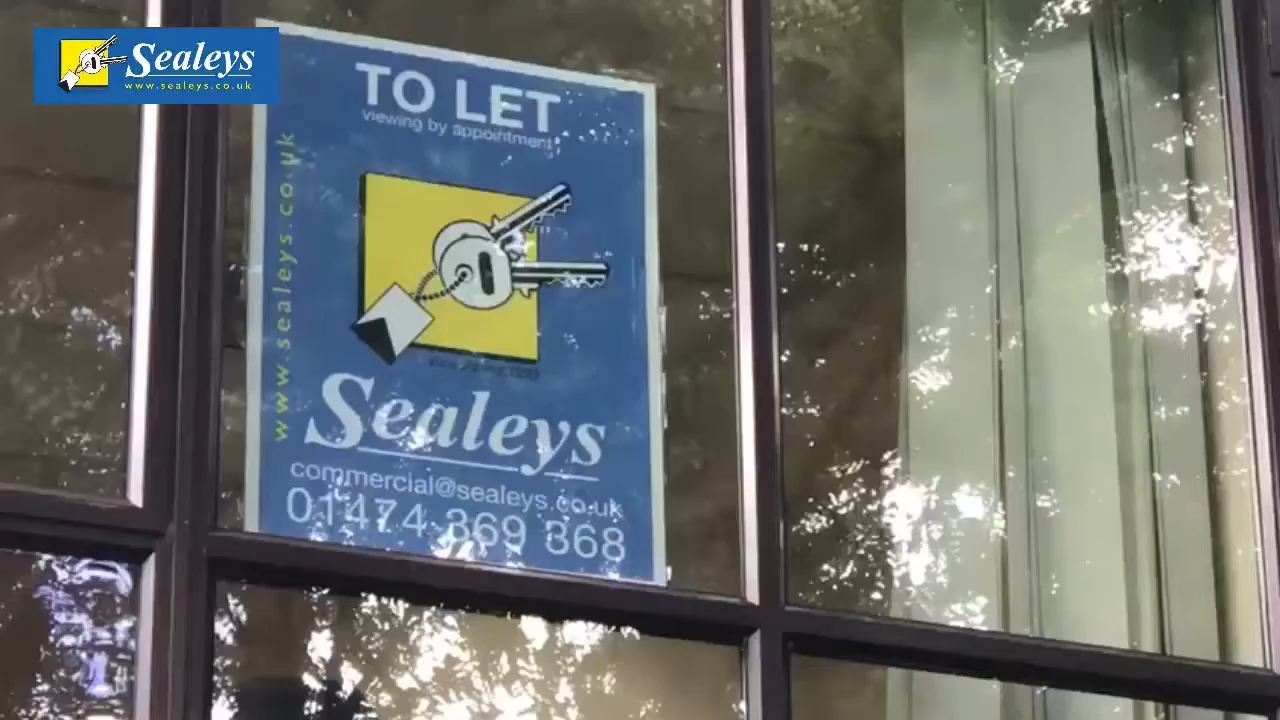 Sealeys
www.sealeys.co.uk
TO LET
viewing by appointment
www.sealeys.co.uk
Sealeys
commercial@sealeys.co.uk
01474 369 368